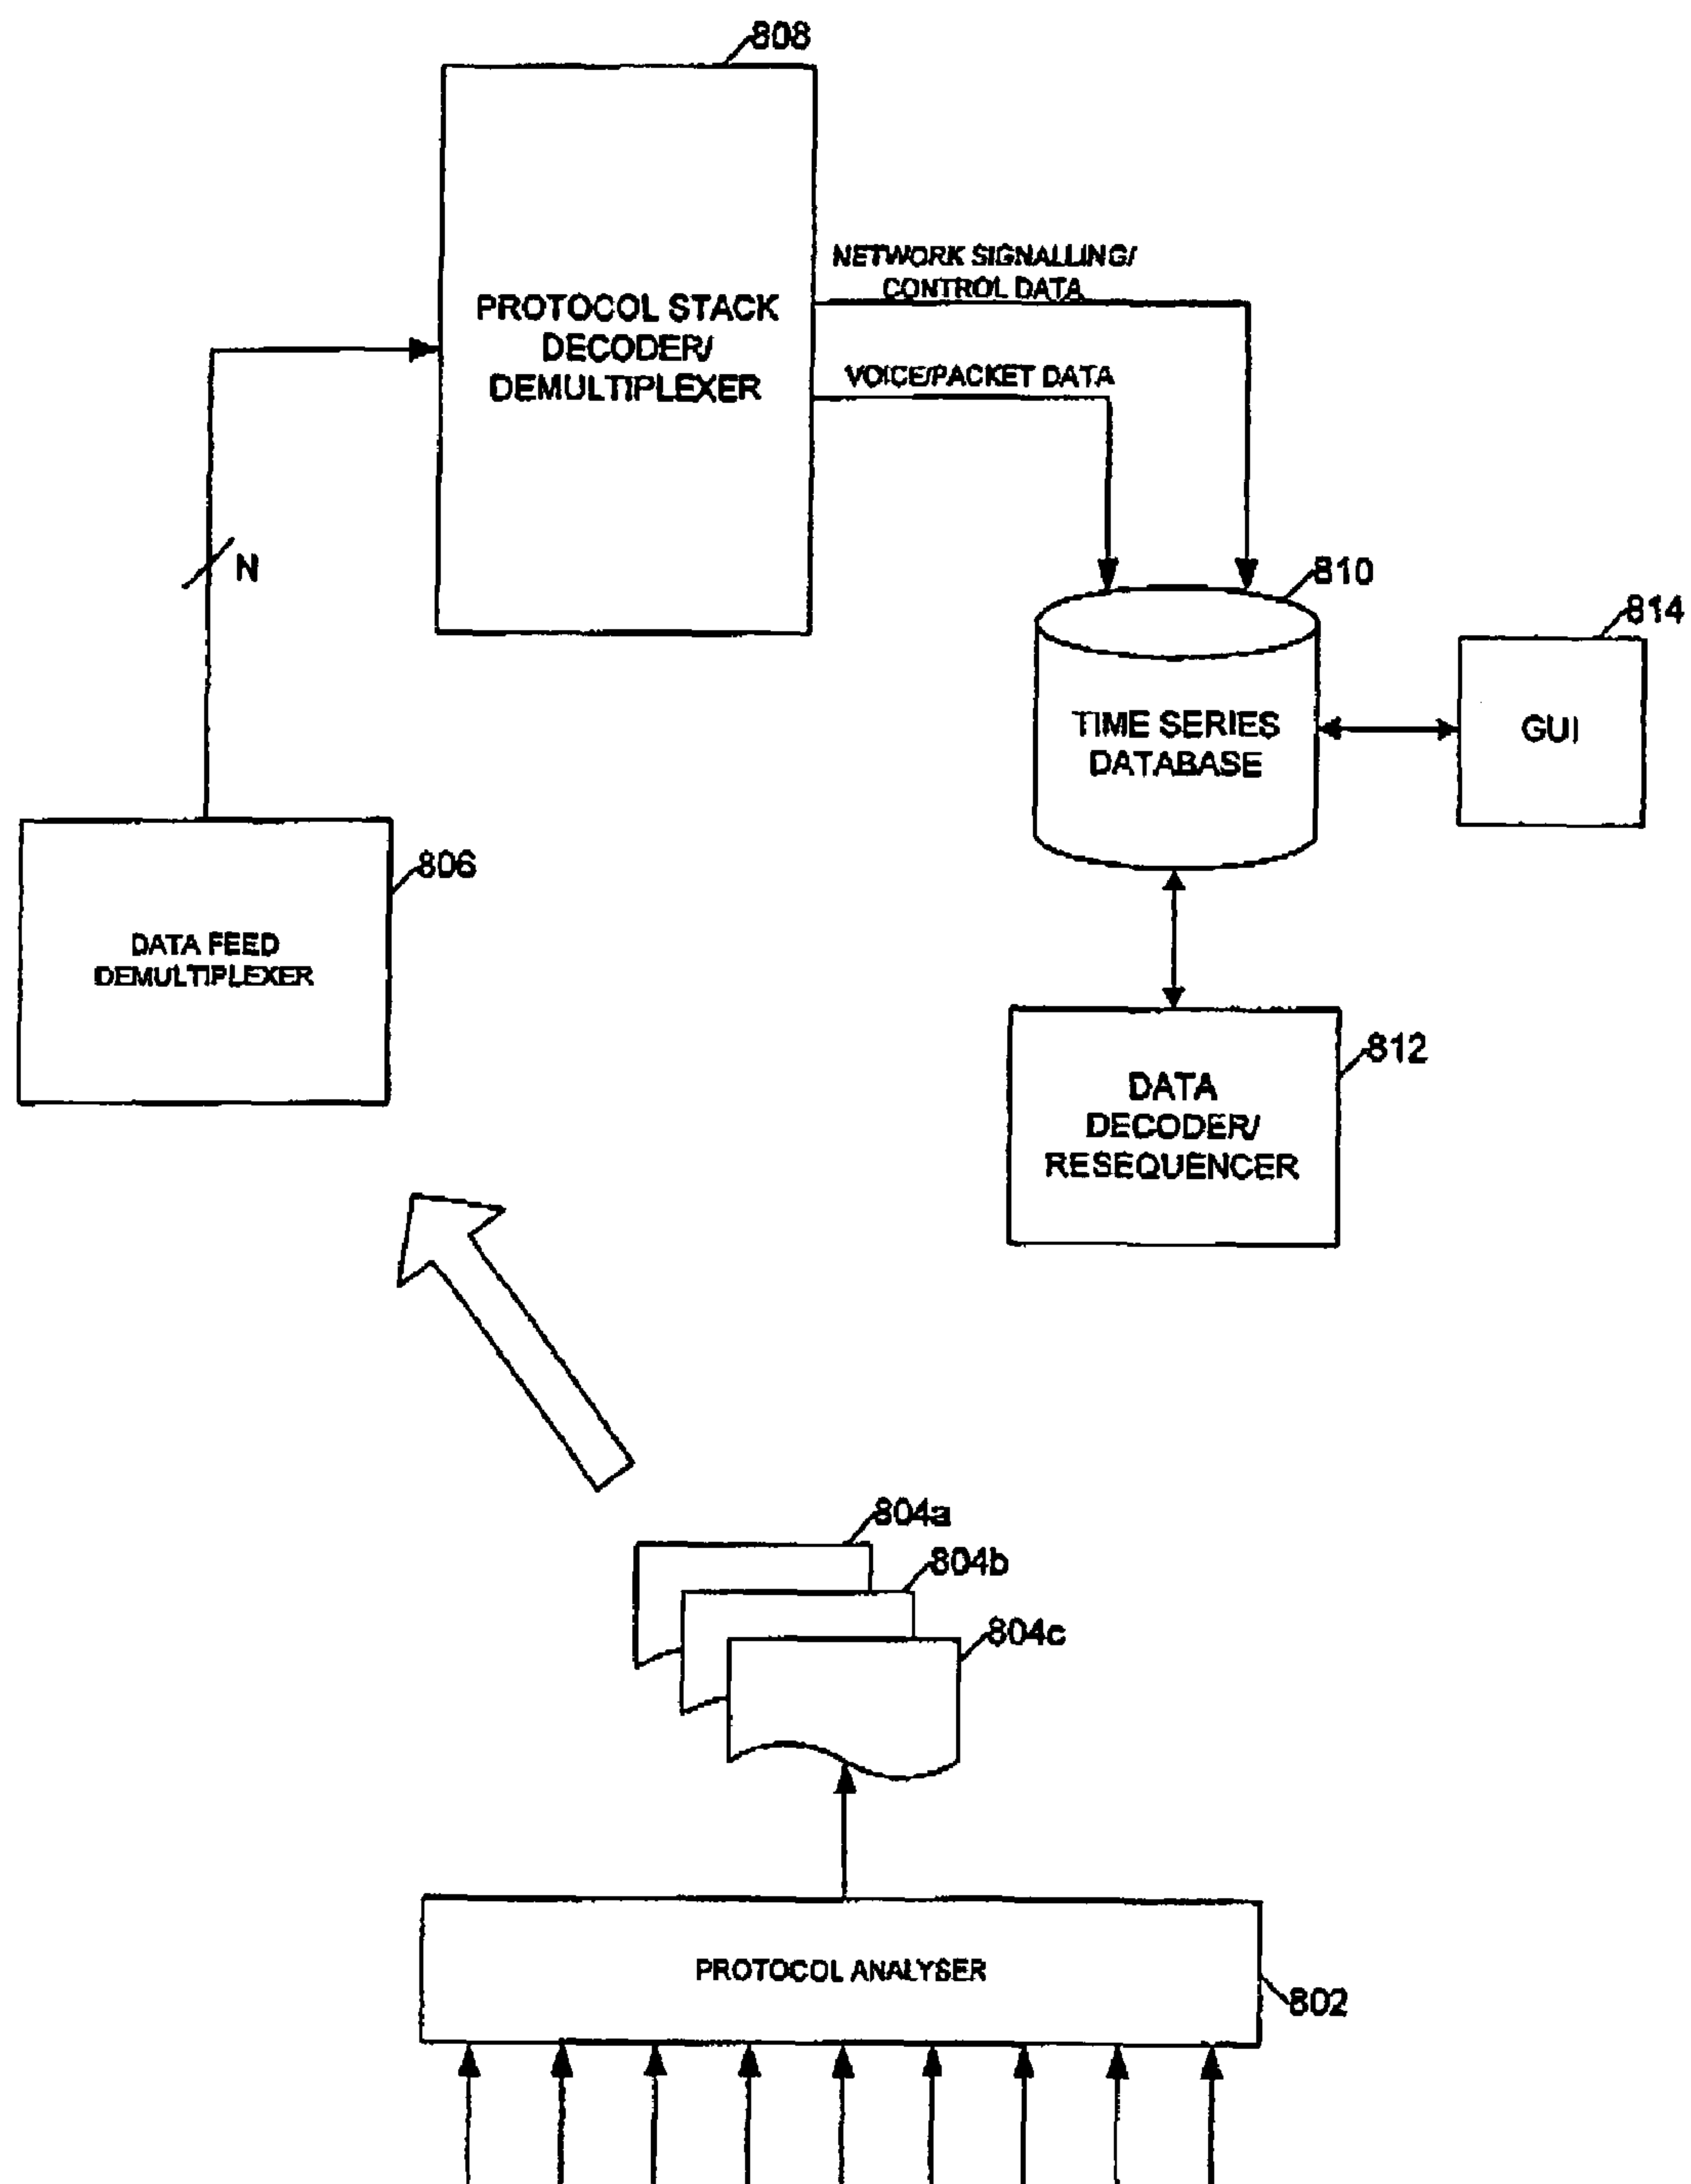 808
NETWORK SIGNALLING/
CONTROL DATA
PROTOCOL STACK
DECODER/
DEMULTIPLEXER
VOICE/PACKET DATA
N
810
814
TIME SERIES
DATABASE
GUI
806
DATA FEED
DEMULTIPLEXER
812
DATA
DECODER/
RESEQUENCER
804a
804b
804c
PROTOCOL ANALYSER
802